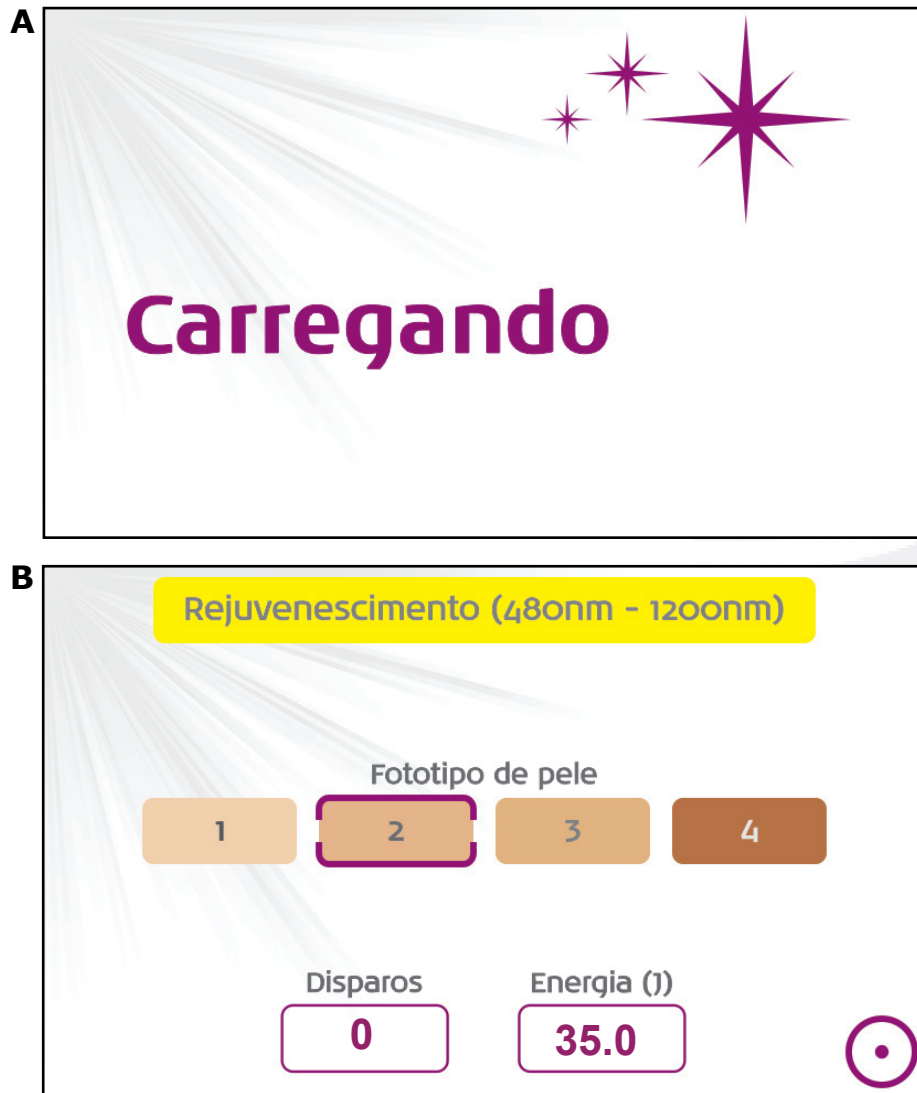 A
Carregando
B
Rejuvenescimento (480nm - 1200nm)
Fototipo de pele
1 2 3 4
Disparos Energia (J)
0 35.0